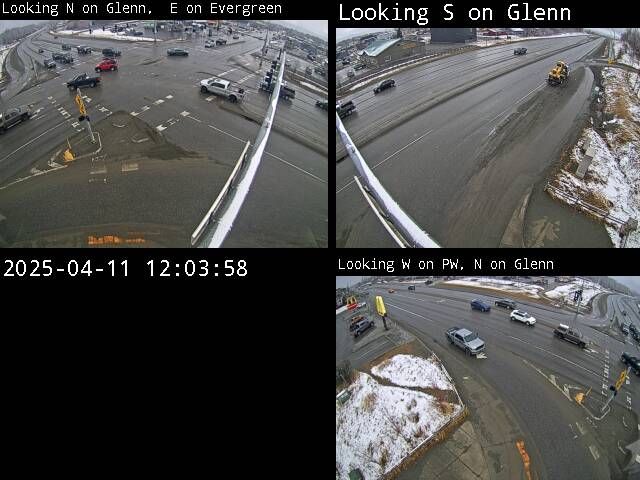 Looking N on Glenn,  E on Evergreen
Looking S on Glenn
2025-04-11 12:03:58
Looking W on PW, N on Glenn